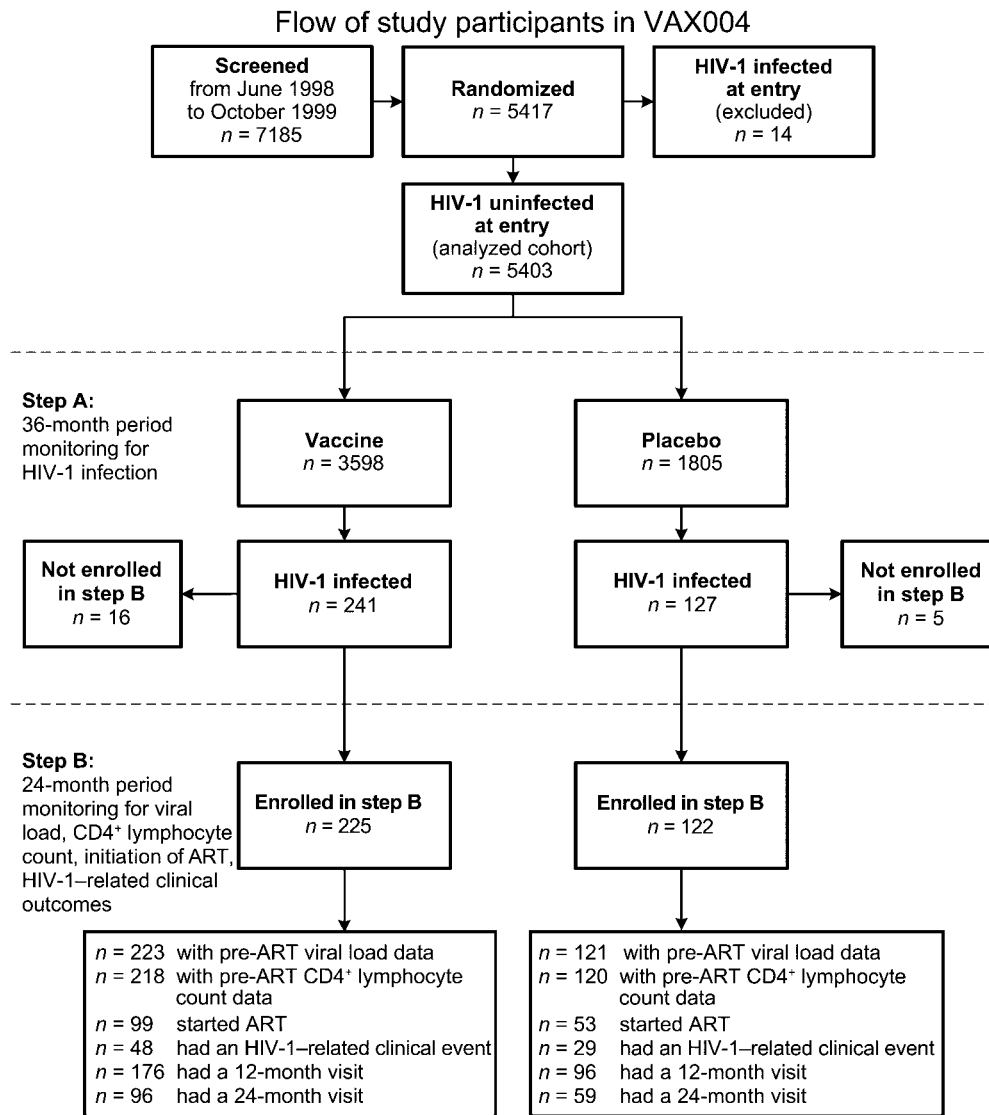 Flow of study participants in VAX004
Screened
from June 1998
to October 1999
n = 7185
Randomized
n = 5417
HIV-1 infected
at entry
(excluded)
n = 14
HIV-1 uninfected
at entry
(analyzed cohort)
n = 5403
Step A:
36-month period
monitoring for
HIV-1 infection
Vaccine
n = 3598
Placebo
n = 1805
Not enrolled
in step B
n = 16
HIV-1 infected
n = 241
HIV-1 infected
n = 127
Not enrolled
in step B
n = 5
Step B:
24-month period
monitoring for viral
load, CD4⁺ lymphocyte
count, initiation of ART,
HIV-1–related clinical
outcomes
Enrolled in step B
n = 225
Enrolled in step B
n = 122
n = 223 with pre-ART viral load data
n = 218 with pre-ART CD4⁺ lymphocyte
count data
n = 99 started ART
n = 48 had an HIV-1–related clinical event
n = 176 had a 12-month visit
n = 96 had a 24-month visit
n = 121 with pre-ART viral load data
n = 120 with pre-ART CD4⁺ lymphocyte
count data
n = 53 started ART
n = 29 had an HIV-1–related clinical event
n = 96 had a 12-month visit
n = 59 had a 24-month visit